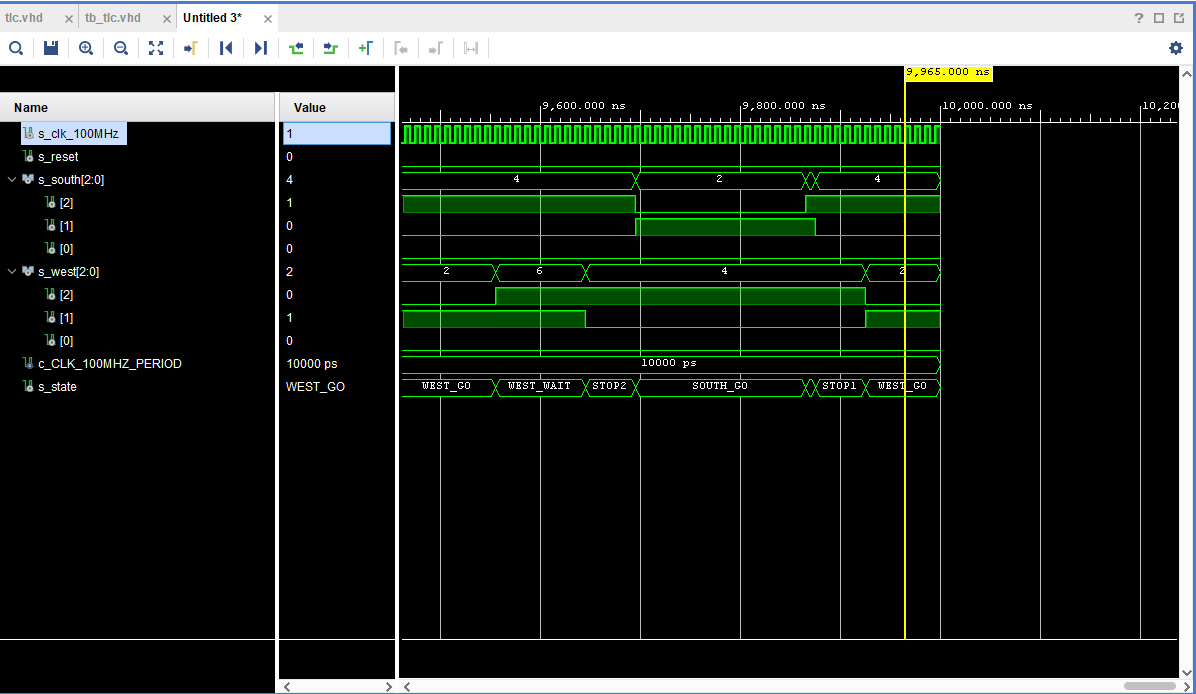 tlc.vhd × tb_tlc.vhd × Untitled 3* ×
9,965.000 ns
9,600.000 ns 9,800.000 ns 10,000.000 ns 10,20
Name Value
s_clk_100MHz 1
s_reset 0
s_south[2:0] 4 4 2 4
[2] 1
[1] 0
[0] 0
s_west[2:0] 2 2 6 4 2
[2] 0
[1] 1
[0] 0
c_CLK_100MHZ_PERIOD 10000 ps 10000 ps
s_state WEST_GO WEST_GO WEST_WAIT STOP2 SOUTH_GO STOP1 WEST_GO